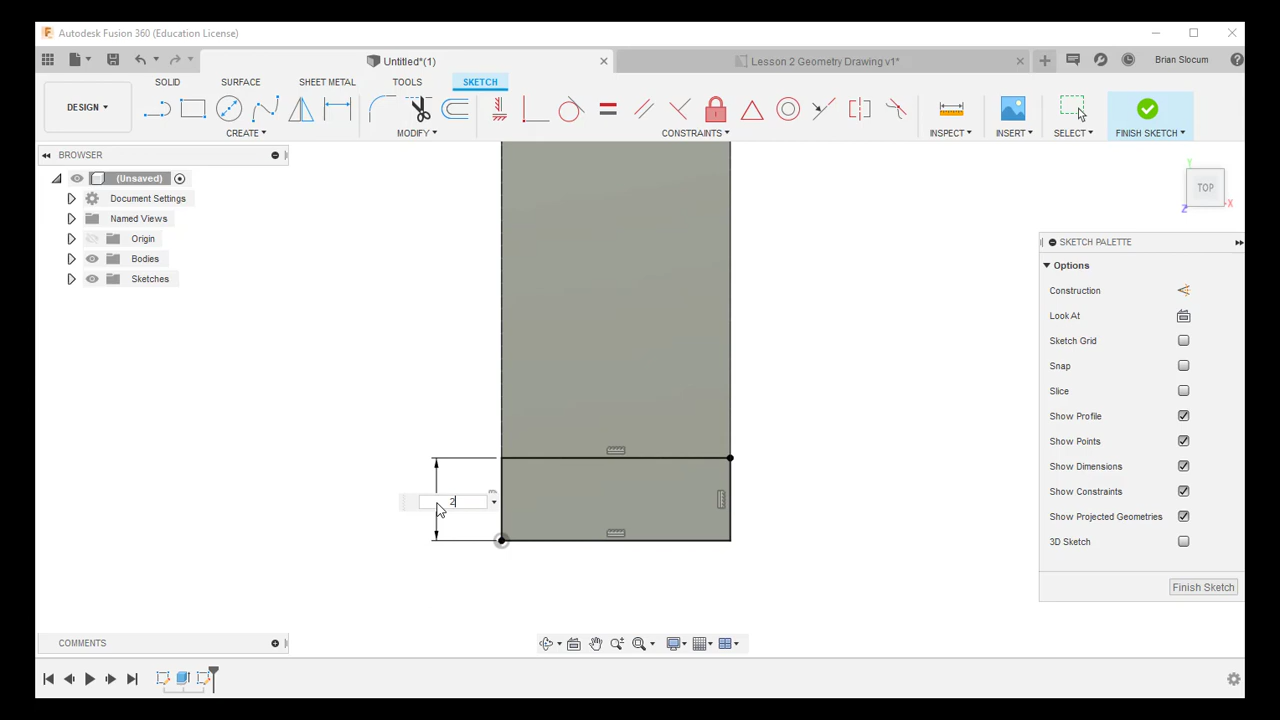 Autodesk Fusion 360 (Education License)
Untitled*(1)
Lesson 2 Geometry Drawing v1*
Brian Slocum
DESIGN
SOLID
SURFACE
SHEET METAL
TOOLS
SKETCH
CREATE
MODIFY
CONSTRAINTS
INSPECT
INSERT
SELECT
FINISH SKETCH
BROWSER
(Unsaved)
Document Settings
Named Views
Origin
Bodies
Sketches
TOP
Y
Z
X
SKETCH PALETTE
Options
Construction
Look At
Sketch Grid
Snap
Slice
Show Profile
Show Points
Show Dimensions
Show Constraints
Show Projected Geometries
3D Sketch
Finish Sketch
2
COMMENTS